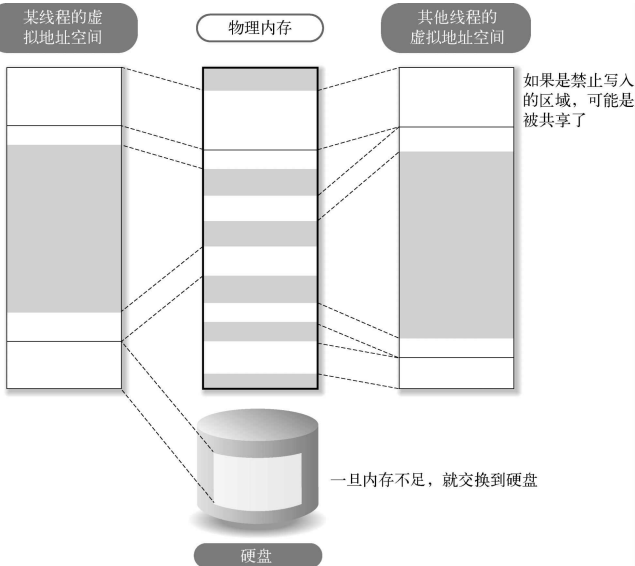 某线程的虚
拟地址空间
物理内存
其他线程的
虚拟地址空间
如果是禁止写入
的区域，可能是
被共享了
一旦内存不足，就交换到硬盘
硬盘